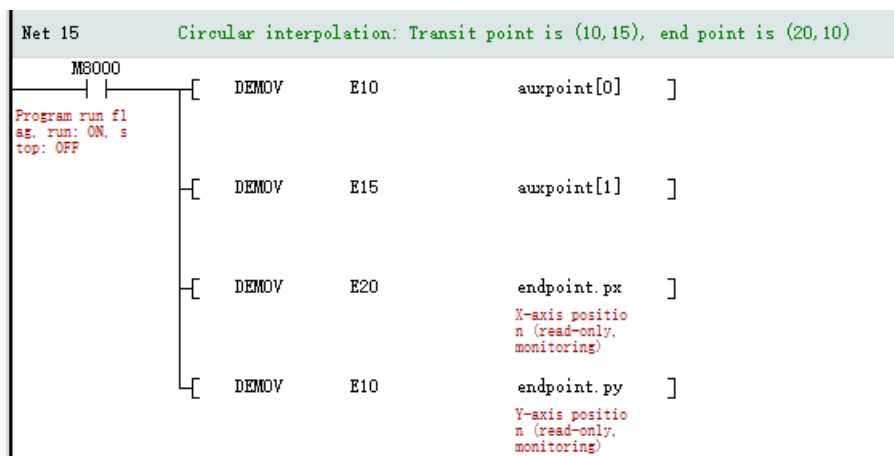 Net 15 Circular interpolation: Transit point is (10,15), end point is (20,10)
M8000
[ DEMOV E10 auxpoint[0] ]
Program run fl
ag, run: ON, s
top: OFF
[ DEMOV E15 auxpoint[1] ]
[ DEMOV E20 endpoint.px ]
X-axis positio
n (read-only,
monitoring)
[ DEMOV E10 endpoint.py ]
Y-axis positio
n (read-only,
monitoring)